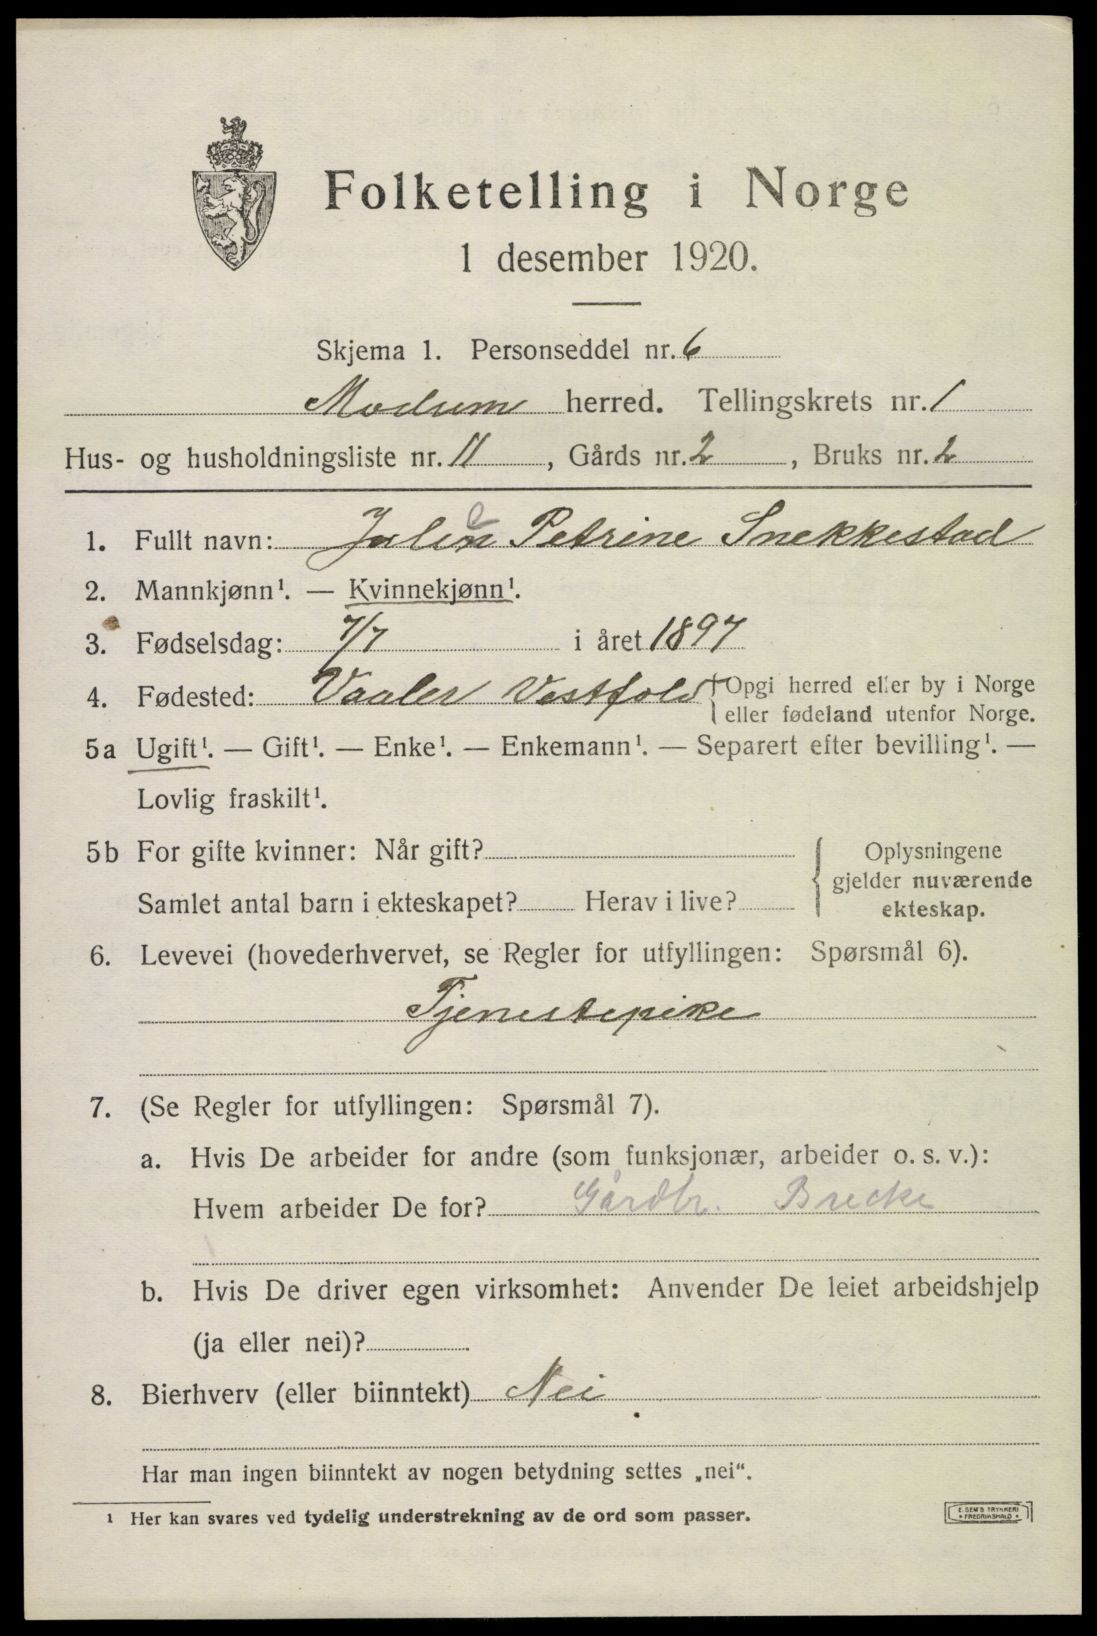 Folketelling i Norge
1 desember 1920.
Skjema 1. Personseddel nr. 6
Modum herred. Tellingskrets nr. 1
Hus- og husholdningsliste nr. 11, Gårds nr. 2, Bruks nr. 2
1. Fullt navn: Petrine Snekkestad
2. Mannkjønn¹. — Kvinnekjønn¹.
3. Fødselsdag: 7/7 i året 1897
4. Fødested: Vaaler Vestfold { Opgi herred eller by i Norge
eller fødeland utenfor Norge.
5a Ugift¹. — Gift¹. — Enke¹. — Enkemann¹. — Separert efter bevilling¹. —
Lovlig fraskilt¹.
5b For gifte kvinner: Når gift? { Oplysningene
gjelder nuværende
Samlet antal barn i ekteskapet? Herav i live? ekteskap.
6. Levevei (hovederhvervet, se Regler for utfyllingen: Spørsmål 6).
Tjenestepike
7. (Se Regler for utfyllingen: Spørsmål 7).
a. Hvis De arbeider for andre (som funksjonær, arbeider o. s. v.):
Hvem arbeider De for? Gårdbr. Brecke
b. Hvis De driver egen virksomhet: Anvender De leiet arbeidshjelp
(ja eller nei)?
8. Bierhverv (eller biinntekt) Nei
Har man ingen biinntekt av nogen betydning settes „nei“.
¹ Her kan svares ved tydelig understrekning av de ord som passer.
E. SEM'S TRYKKERI
FREDRIKSHALD